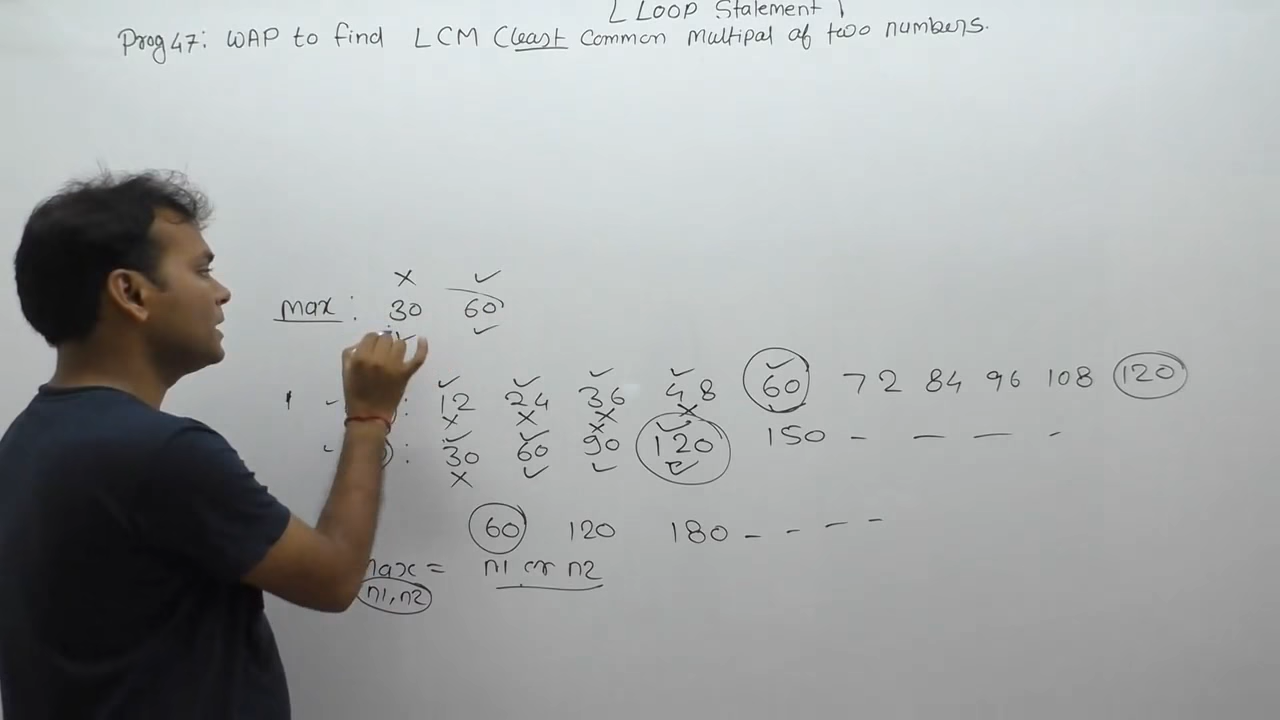 [LOOP Statement]
Prog 47: WAP to find LCM (Least Common Multipal of two numbers.
max: 30 60
1 : 12 24 36 48 60 72 84 96 108 120
: 30 60 90 120 150 - - - -
60 120 180 - - - -
max = n1 or n2
n1, n2